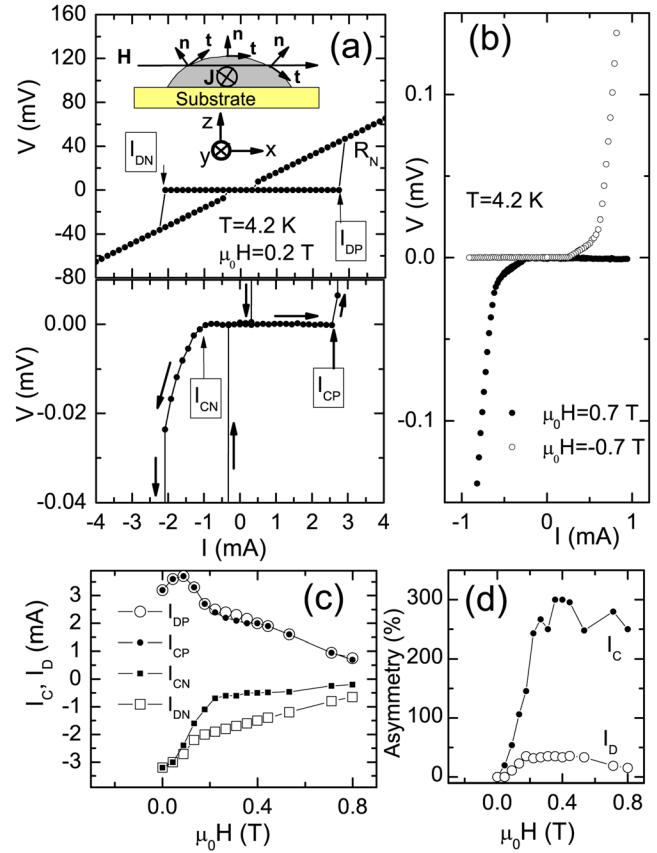 160
120
80
40
0
-40
80
V (mV)
(a)
n
n
n
t
t
t
H
J
Substrate
z
y
x
I_DN
R_N
T=4.2 K
μ₀H=0.2 T
I_DP
0.00
-0.02
-0.04
V (mV)
I_CN
I_CP
-4 -3 -2 -1 0 1 2 3 4
I (mA)
(b)
0.1
0.0
-0.1
V (mV)
T=4.2 K
μ₀H=0.7 T
μ₀H=-0.7 T
-1 0 1
I (mA)
(c)
3
2
1
0
-1
-2
-3
I_C, I_D (mA)
I_DP
I_CP
I_CN
I_DN
0.0 0.4 0.8
μ₀H (T)
(d)
300
200
100
0
Asymmetry (%)
I_C
I_D
0.0 0.4 0.8
μ₀H (T)